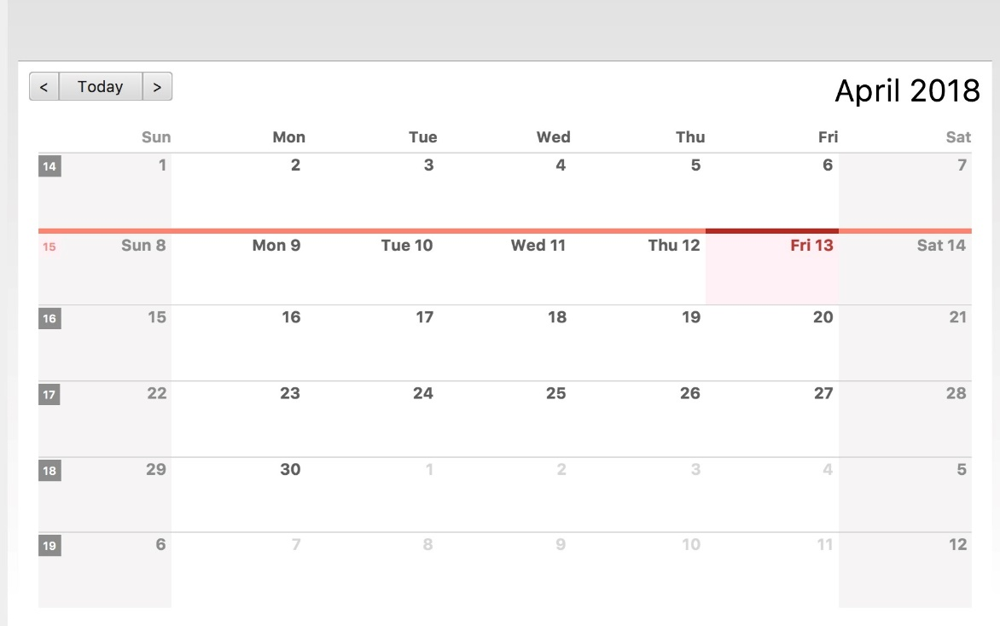 < Today > April 2018
Sun Mon Tue Wed Thu Fri Sat
14 1 2 3 4 5 6 7
15 Sun 8 Mon 9 Tue 10 Wed 11 Thu 12 Fri 13 Sat 14
16 15 16 17 18 19 20 21
17 22 23 24 25 26 27 28
18 29 30 1 2 3 4 5
19 6 7 8 9 10 11 12